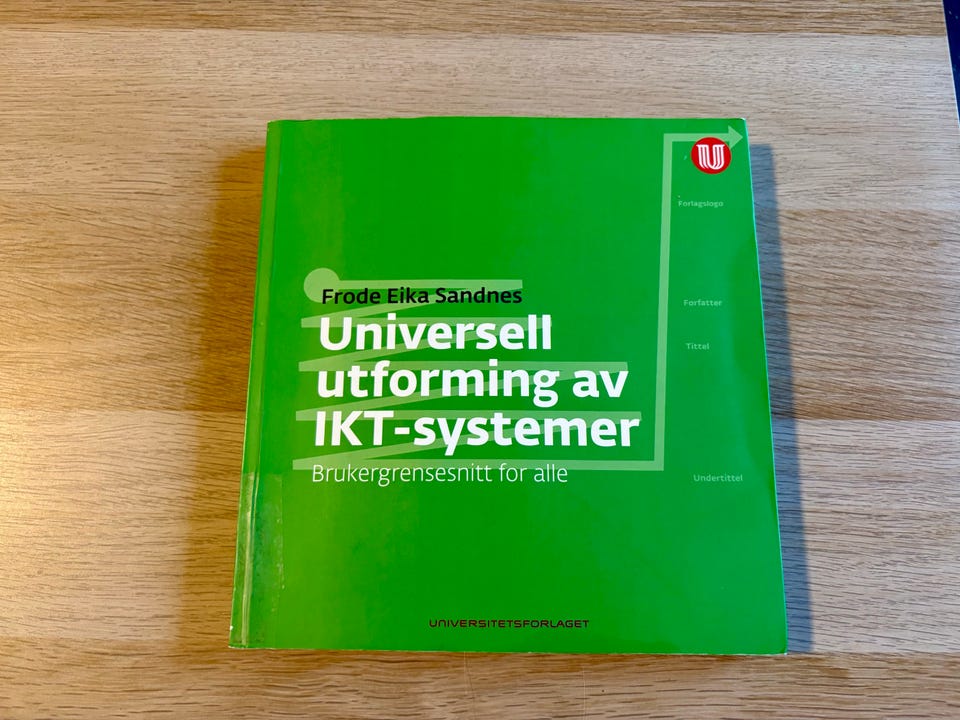 U
Forlagslogo
Frode Eika Sandnes
Forfatter
Universell
Tittel
utforming av
IKT-systemer
Brukergrensesnitt for alle
Undertittel
UNIVERSITETSFORLAGET